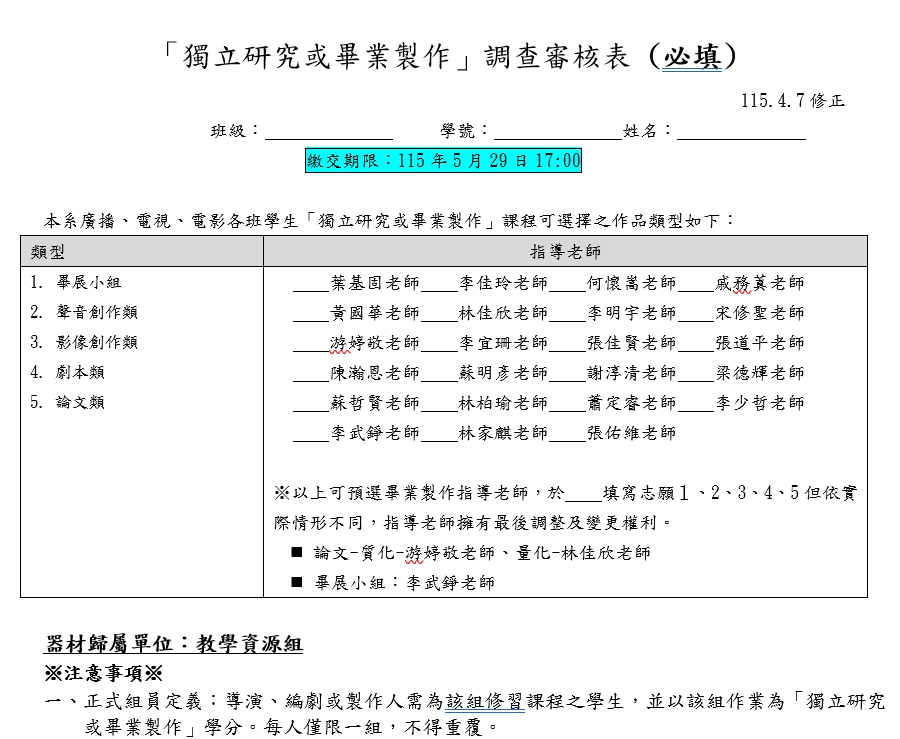 「獨立研究或畢業製作」調查審核表（必填）
115.4.7修正
班級：____________ 學號：____________姓名：____________
繳交期限：115年5月29日17:00
本系廣播、電視、電影各班學生「獨立研究或畢業製作」課程可選擇之作品類型如下：
類型 指導老師
1. 畢展小組 ____葉基固老師____李佳玲老師____何懷嵩老師____戚務蓂老師
2. 聲音創作類 ____黃國華老師____林佳欣老師____李明宇老師____宋修聖老師
3. 影像創作類 ____游婷敬老師____李宜珊老師____張佳賢老師____張道平老師
4. 劇本類 ____陳瀚恩老師____蘇明彥老師____謝淳清老師____梁德輝老師
5. 論文類 ____蘇哲賢老師____林柏瑜老師____蕭定睿老師____李少哲老師
____李武錚老師____林家麒老師____張佑維老師
※以上可預選畢業製作指導老師，於____填寫志願1、2、3、4、5但依實
際情形不同，指導老師擁有最後調整及變更權利。
■ 論文-質化-游婷敬老師、量化-林佳欣老師
■ 畢展小組：李武錚老師
器材歸屬單位：教學資源組
※注意事項※
一、正式組員定義：導演、編劇或製作人需為該組修習課程之學生，並以該組作業為「獨立研究
或畢業製作」學分。每人僅限一組，不得重覆。